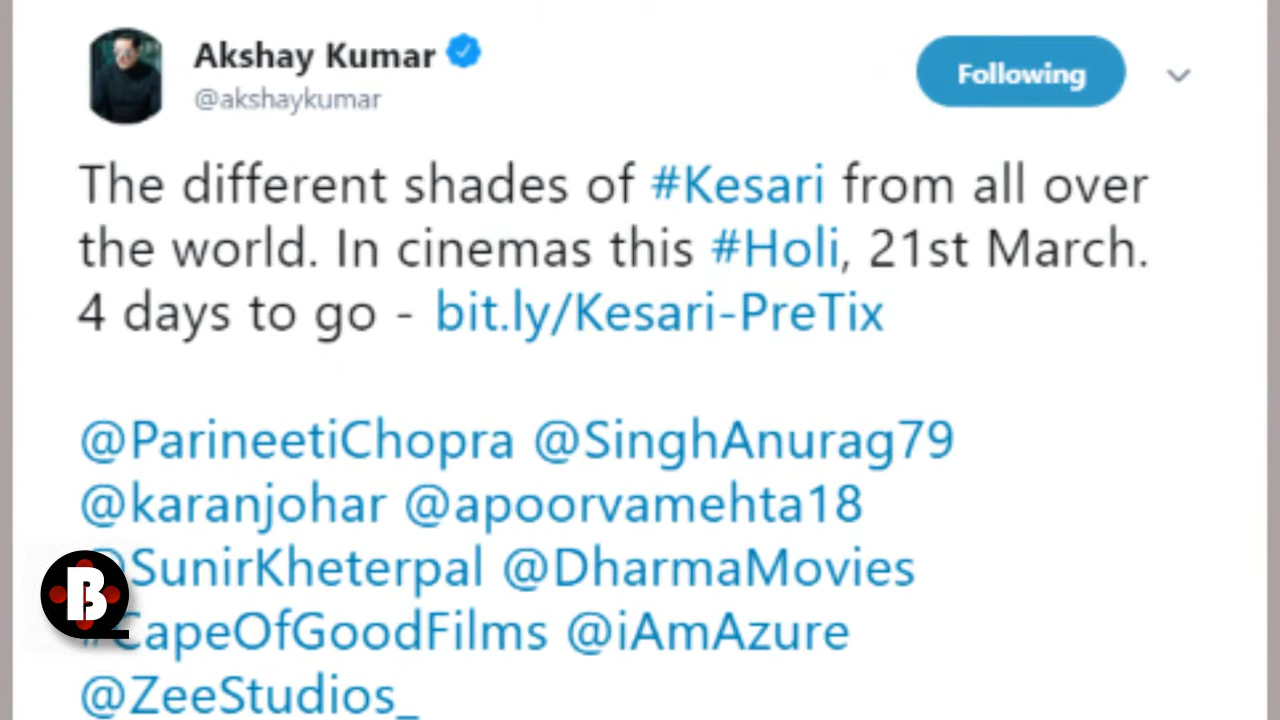 Akshay Kumar
@akshaykumar
Following
The different shades of #Kesari from all over
the world. In cinemas this #Holi, 21st March.
4 days to go - bit.ly/Kesari-PreTix
@ParineetiChopra @SinghAnurag79
@karanjohar @apoorvamehta18
@SunirKheterpal @DharmaMovies
#CapeOfGoodFilms @iAmAzure
@ZeeStudios_
B